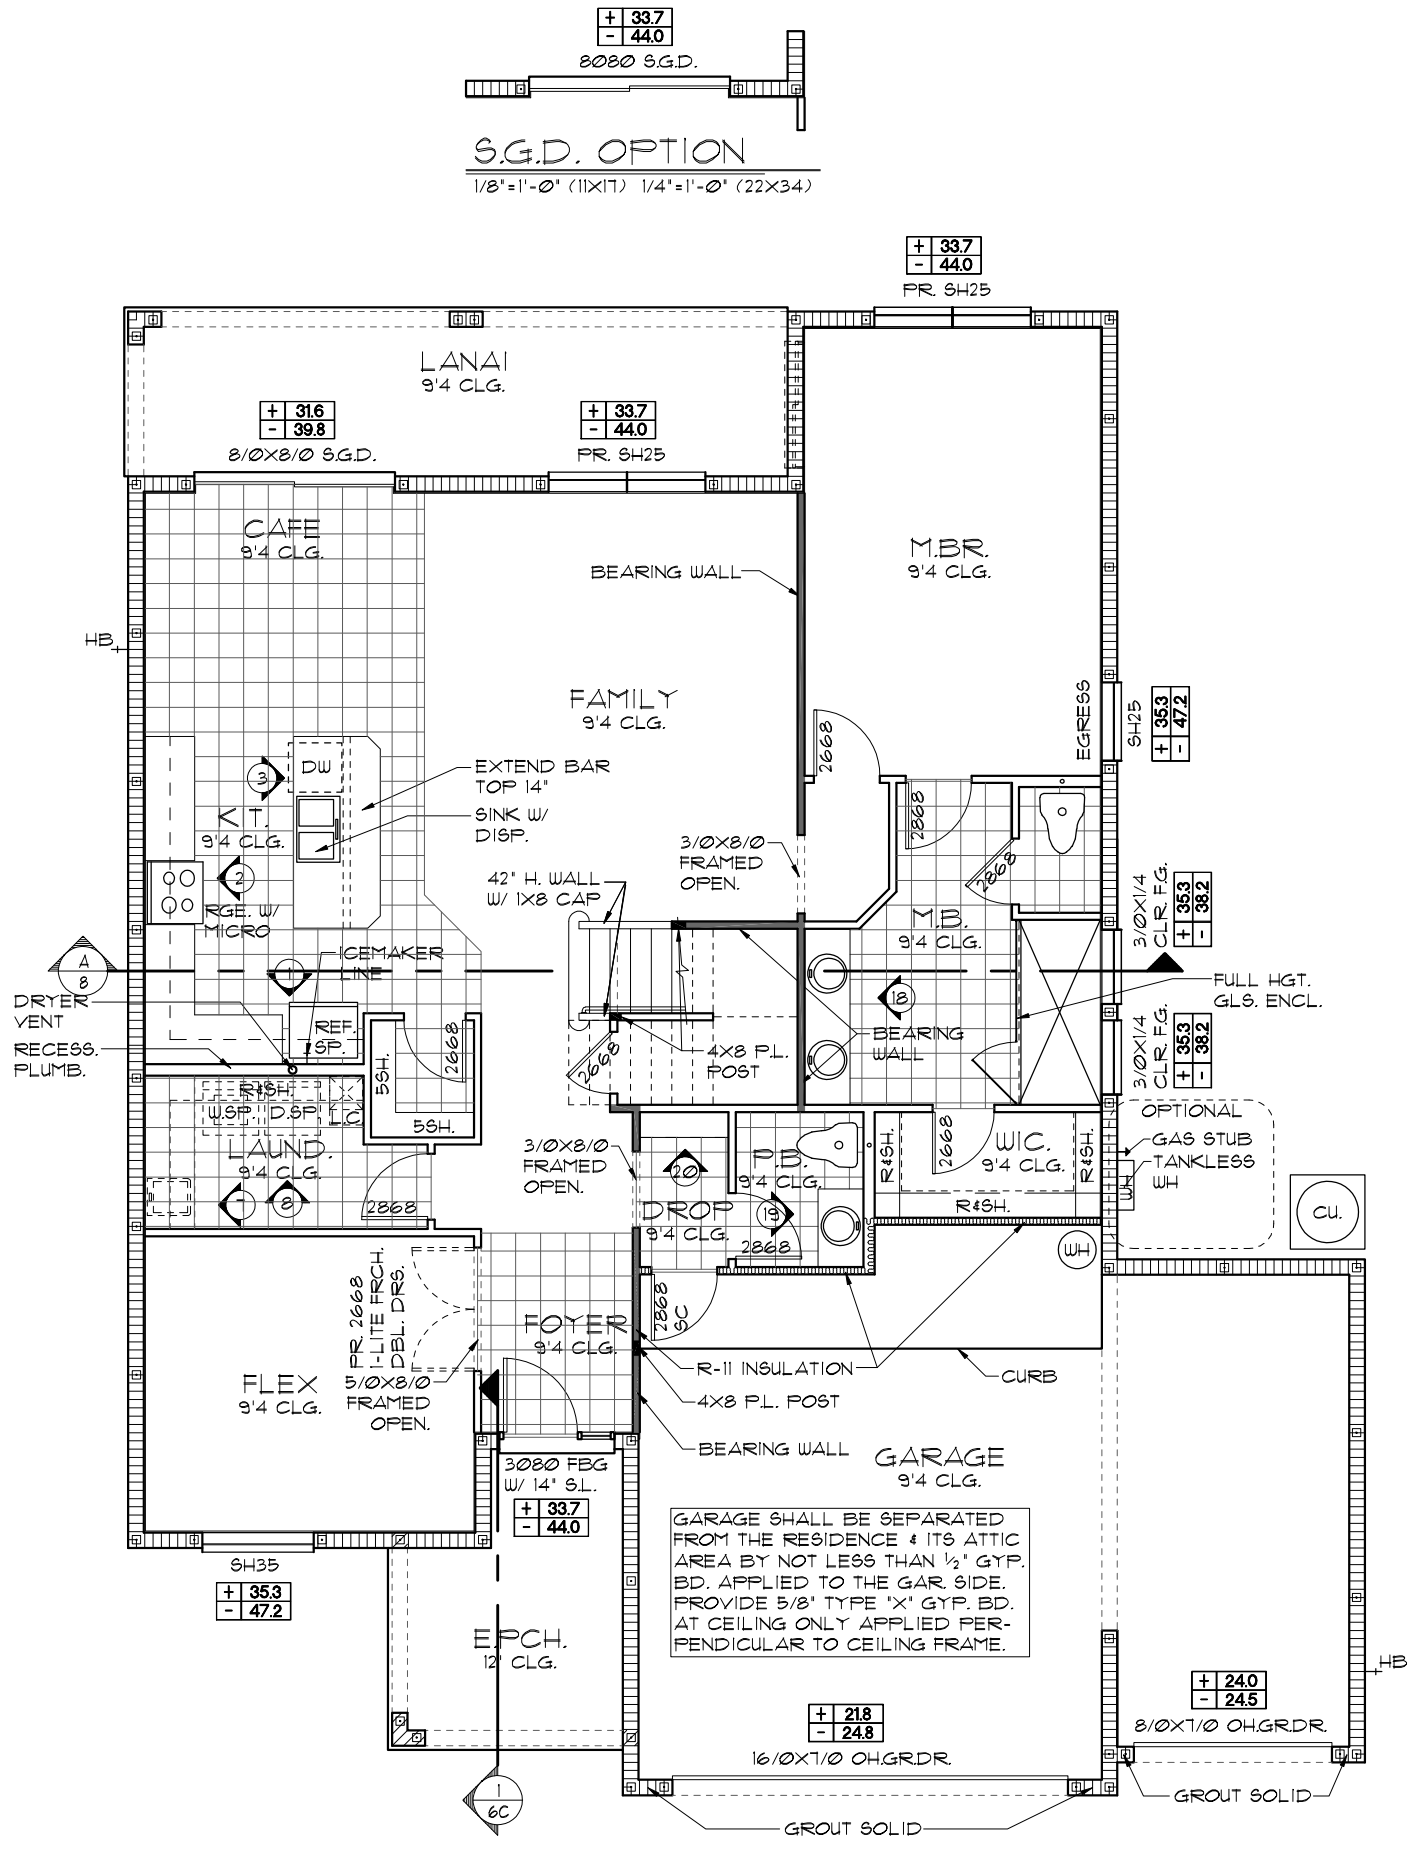 + 33.7
- 44.0
8080 S.G.D.
S.G.D. OPTION
1/8"=1'-0" (11X17) 1/4"=1'-0" (22X34)
+ 33.7
- 44.0
PR. SH25
LANAI
9'4 CLG.
+ 31.6
- 39.8
8/0X8/0 S.G.D.
+ 33.7
- 44.0
PR. SH25
CAFE
9'4 CLG.
BEARING WALL
M.BR.
9'4 CLG.
HB
FAMILY
9'4 CLG.
EGRESS
SH25
+ 35.3
- 47.2
2668
3
DW
EXTEND BAR
TOP 14"
SINK W/
DISP.
KIT.
9'4 CLG.
2
RGE. W/
MICRO
2868
2868
3/0X8/0
FRAMED
OPEN.
42" H. WALL
W/ 1X8 CAP
M.B.
9'4 CLG.
3/0X1/4
CLR. F.G.
+ 35.3
- 38.2
A
8
1
ICEMAKER
LINE
18
FULL HGT.
GLS. ENCL.
DRYER
VENT
RECESS.
PLUMB.
REF.
SP.
2668
5SH.
5SH.
2668
4X8 P.L.
POST
BEARING
WALL
3/0X1/4
CLR. F.G.
+ 35.3
- 38.2
R&SH.
W.SP. D.SP
L.C.
LAUND.
9'4 CLG.
-
8
2868
3/0X8/0
FRAMED
OPEN.
20
DROP
9'4 CLG.
P.B.
9'4 CLG.
19
2868
R&SH.
2668
W.I.C.
9'4 CLG.
R&SH.
R&SH.
OPTIONAL
GAS STUB
TANKLESS
WH
WH
CU.
WH
PR. 2668
1-LITE FRCH.
DBL. DRS.
FOYER
9'4 CLG.
2868
SC
FLEX
9'4 CLG.
5/0X8/0
FRAMED
OPEN.
R-11 INSULATION
CURB
4X8 P.L. POST
BEARING WALL
GARAGE
9'4 CLG.
3080 FBG
W/ 14" S.L.
+ 33.7
- 44.0
GARAGE SHALL BE SEPARATED
FROM THE RESIDENCE & ITS ATTIC
AREA BY NOT LESS THAN 1/2" GYP.
BD. APPLIED TO THE GAR. SIDE.
PROVIDE 5/8" TYPE "X" GYP. BD.
AT CEILING ONLY APPLIED PER-
PENDICULAR TO CEILING FRAME.
SH35
+ 35.3
- 47.2
E.PCH.
12' CLG.
HB
+ 24.0
- 24.5
8/0X7/0 OH.GR.DR.
+ 21.8
- 24.8
16/0X7/0 OH.GR.DR.
1
6C
GROUT SOLID
GROUT SOLID